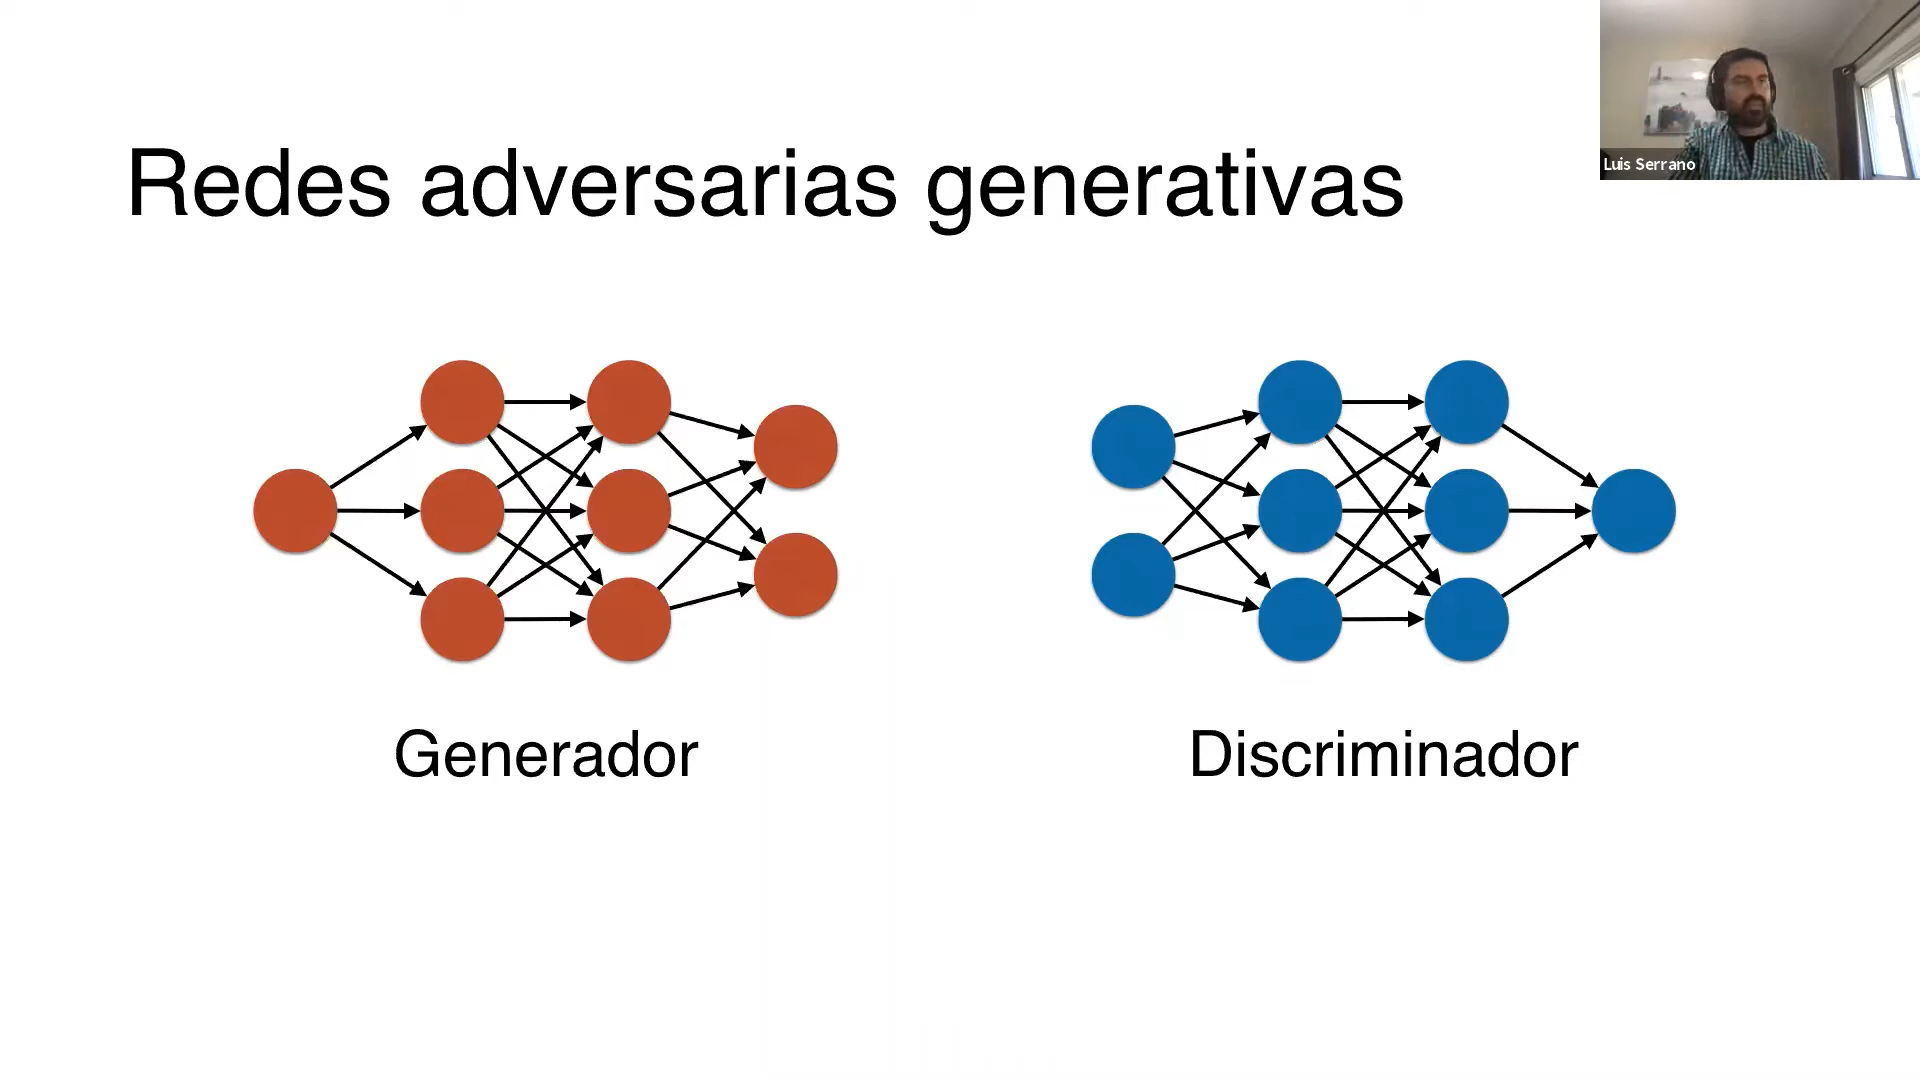 Redes adversarias generativas
Luis Serrano
Generador
Discriminador